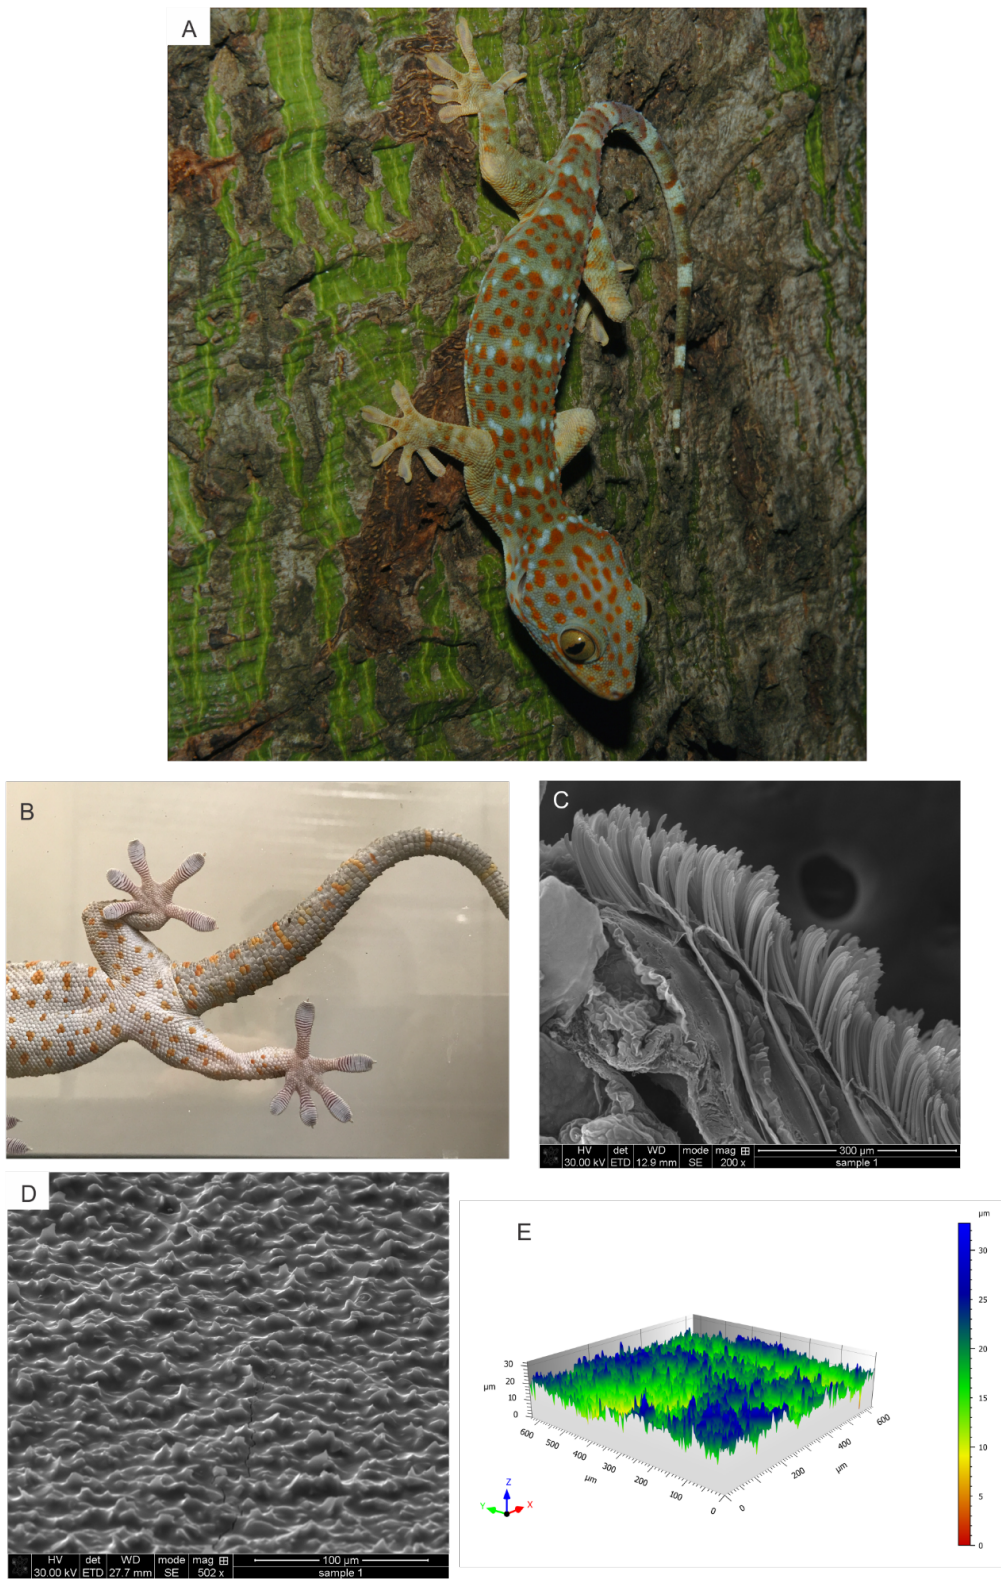 A
B
C
HV det WD mode mag
30.00 kV ETD 12.9 mm SE 200 x
300 µm
sample 1
D
HV det WD mode mag
30.00 kV ETD 27.7 mm SE 502 x
100 µm
sample 1
E
µm
30
25
20
15
10
5
0
30
20
10
0
µm
600
500
400
300
200
100
0
µm
0
200
400
600
µm
Z
Y
X